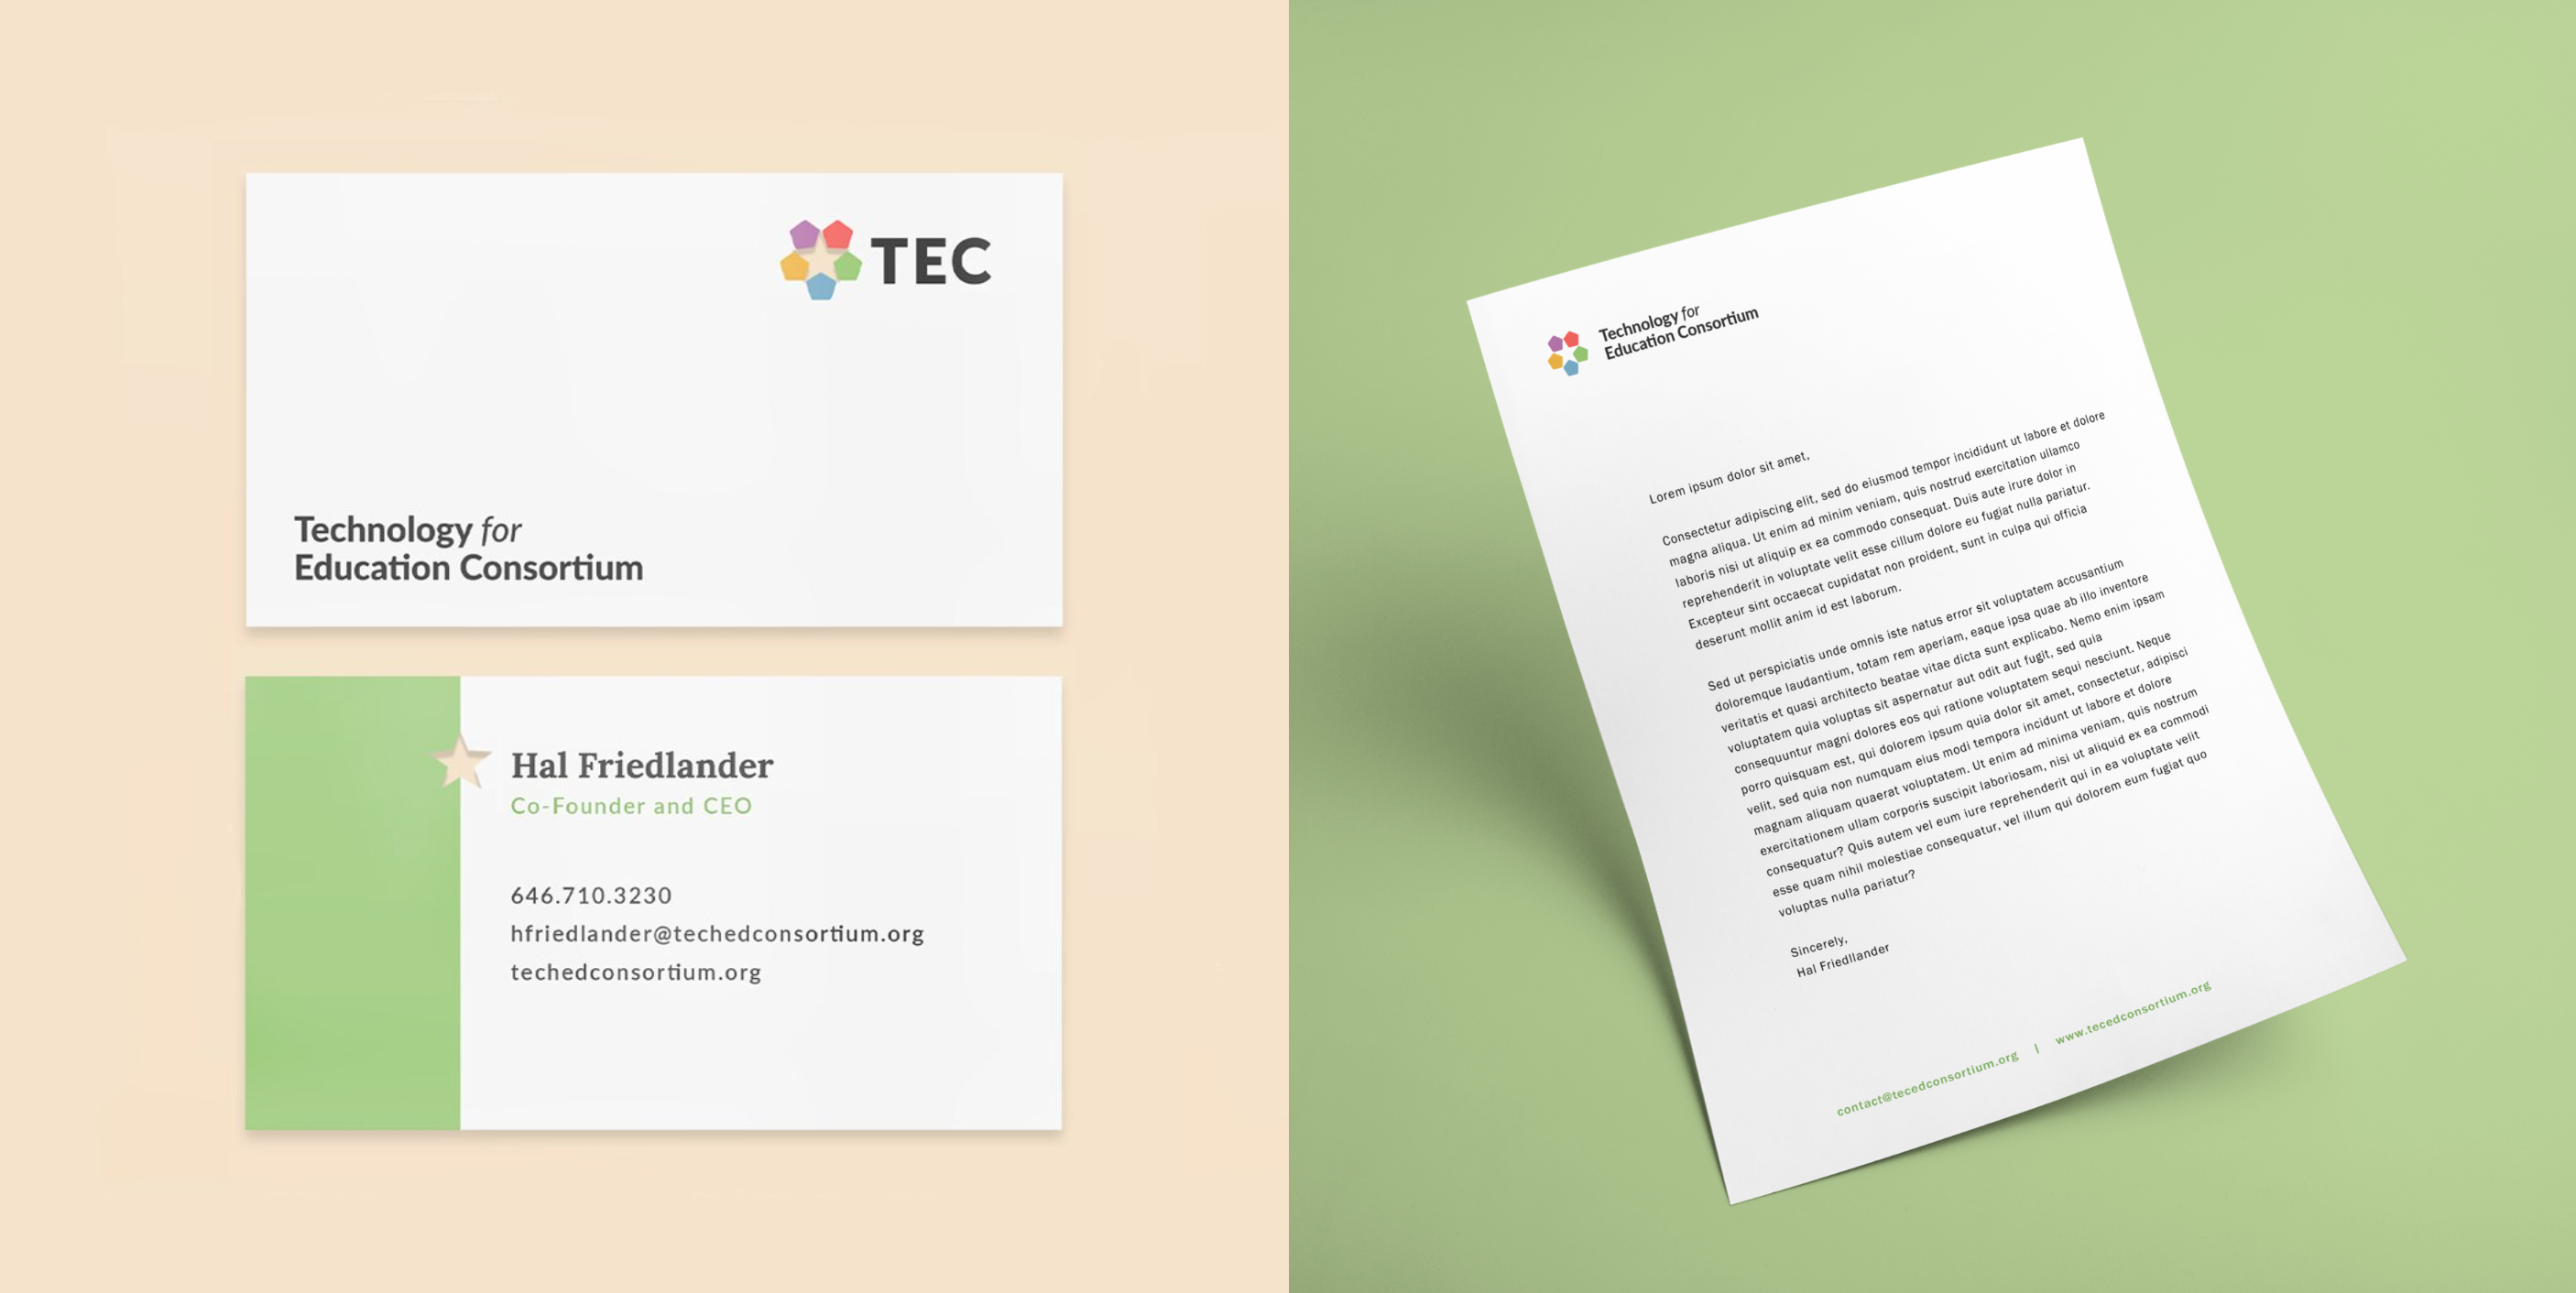 TEC
Technology for
Education Consortium
Hal Friedlander
Co-Founder and CEO
646.710.3230
hfriedlander@techedconsortium.org
techedconsortium.org
Technology for
Education Consortium
Lorem ipsum dolor sit amet,
Consectetur adipiscing elit, sed do eiusmod tempor incididunt ut labore et dolore
magna aliqua. Ut enim ad minim veniam, quis nostrud exercitation ullamco
laboris nisi ut aliquip ex ea commodo consequat. Duis aute irure dolor in
reprehenderit in voluptate velit esse cillum dolore eu fugiat nulla pariatur.
Excepteur sint occaecat cupidatat non proident, sunt in culpa qui officia
deserunt mollit anim id est laborum.
Sed ut perspiciatis unde omnis iste natus error sit voluptatem accusantium
doloremque laudantium, totam rem aperiam, eaque ipsa quae ab illo inventore
veritatis et quasi architecto beatae vitae dicta sunt explicabo. Nemo enim ipsam
voluptatem quia voluptas sit aspernatur aut odit aut fugit, sed quia
consequuntur magni dolores eos qui ratione voluptatem sequi nesciunt. Neque
porro quisquam est, qui dolorem ipsum quia dolor sit amet, consectetur, adipisci
velit, sed quia non numquam eius modi tempora incidunt ut labore et dolore
magnam aliquam quaerat voluptatem. Ut enim ad minima veniam, quis nostrum
exercitationem ullam corporis suscipit laboriosam, nisi ut aliquid ex ea commodi
consequatur? Quis autem vel eum iure reprehenderit qui in ea voluptate velit
esse quam nihil molestiae consequatur, vel illum qui dolorem eum fugiat quo
voluptas nulla pariatur?
Sincerely,
Hal Friedllander
contact@tecedconsortium.org | www.tecedconsortium.org